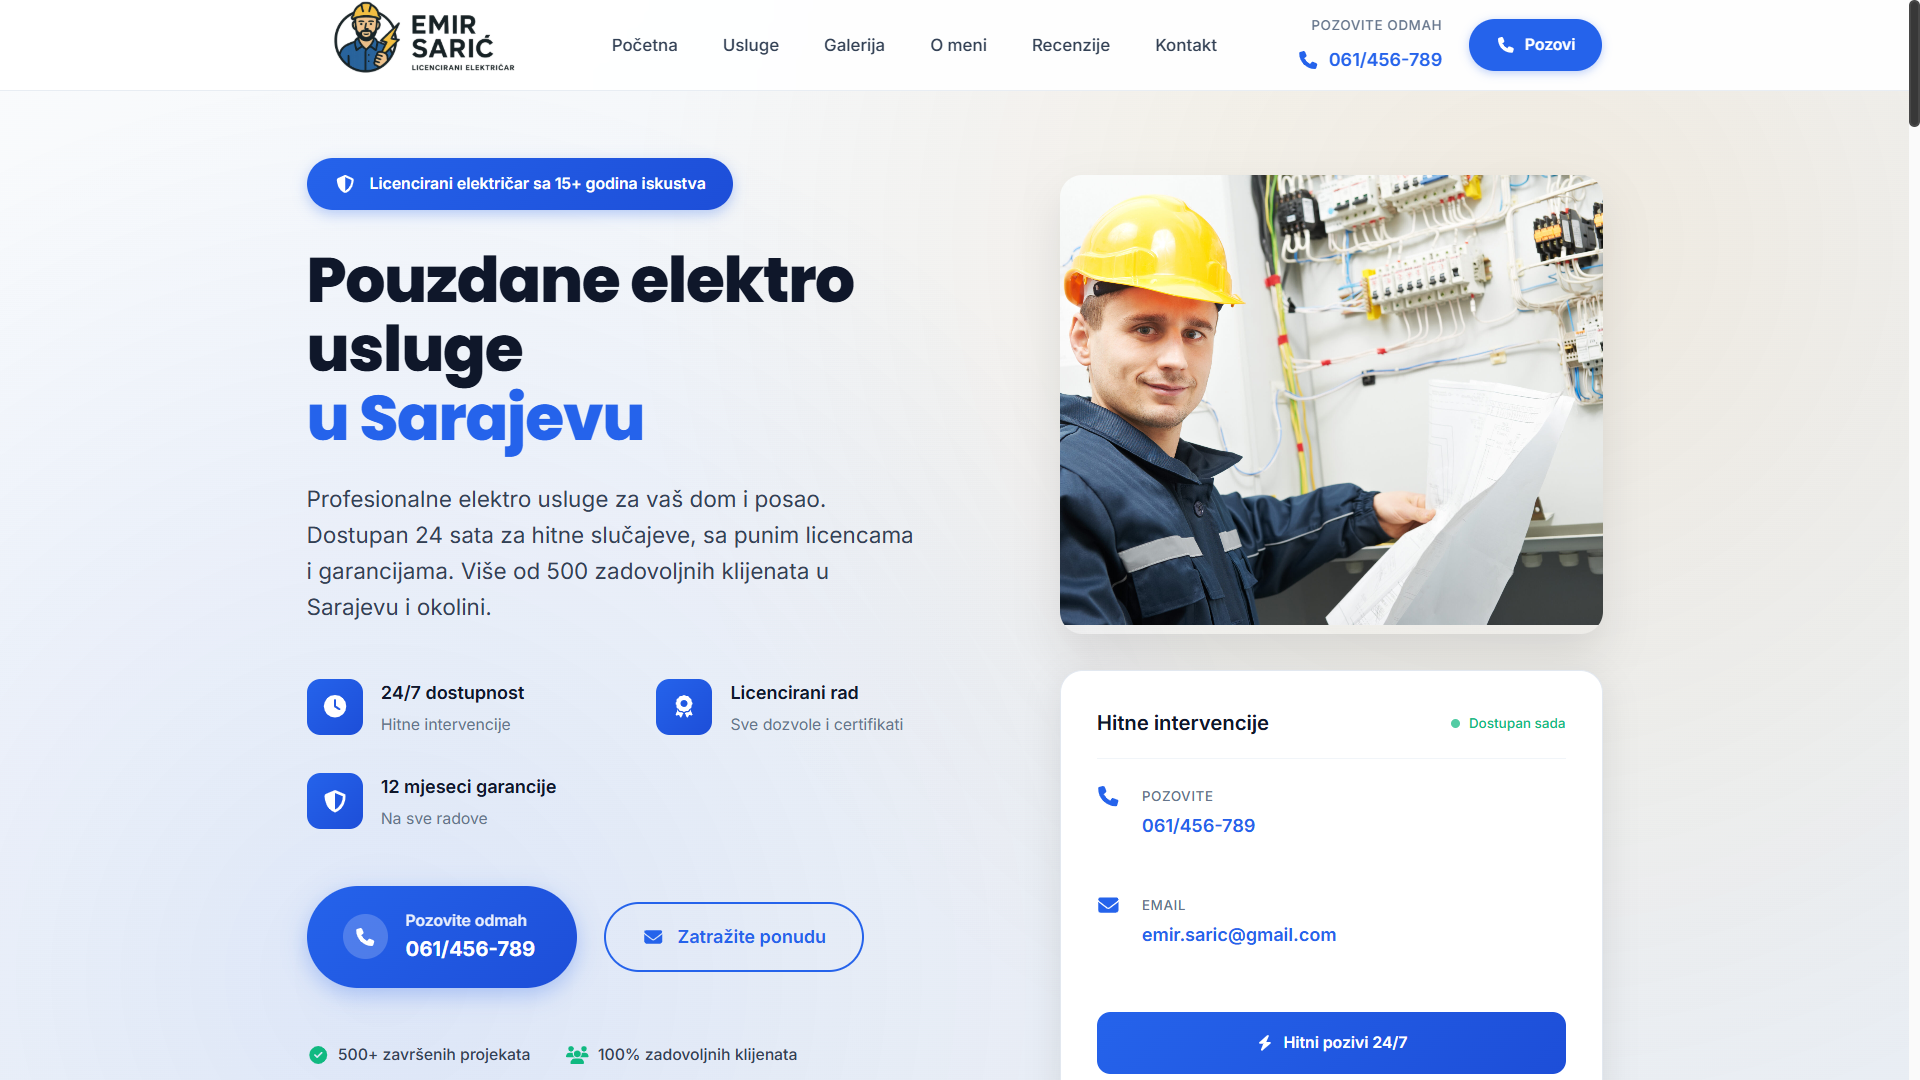 EMIR
SARIĆ
LICENCIRANI ELEKTRIČAR
Početna
Usluge
Galerija
O meni
Recenzije
Kontakt
POZOVITE ODMAH
061/456-789
Pozovi
Licencirani električar sa 15+ godina iskustva
Pouzdane elektro
usluge
u Sarajevu
Profesionalne elektro usluge za vaš dom i posao.
Dostupan 24 sata za hitne slučajeve, sa punim licencama
i garancijama. Više od 500 zadovoljnih klijenata u
Sarajevu i okolini.
24/7 dostupnost
Hitne intervencije
Licencirani rad
Sve dozvole i certifikati
12 mjeseci garancije
Na sve radove
Pozovite odmah
061/456-789
Zatražite ponudu
500+ završenih projekata
100% zadovoljnih klijenata
Hitne intervencije
Dostupan sada
POZOVITE
061/456-789
EMAIL
emir.saric@gmail.com
Hitni pozivi 24/7